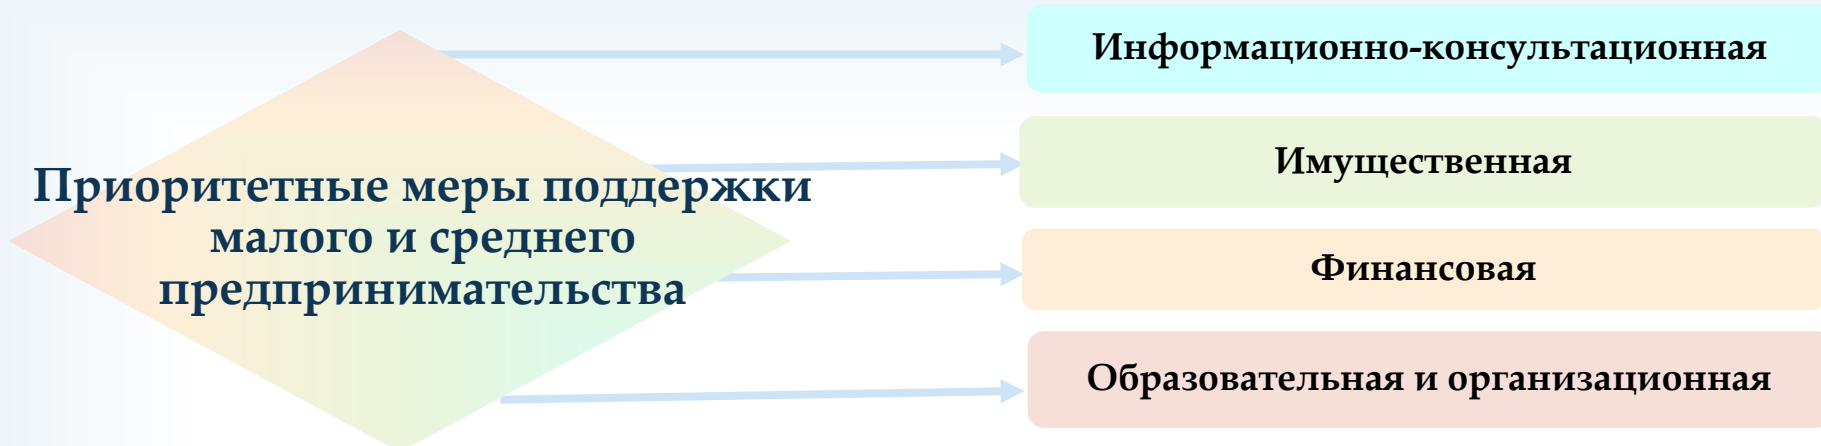 Приоритетные меры поддержки
малого и среднего
предпринимательства
Информационно-консультационная
Имущественная
Финансовая
Образовательная и организационная